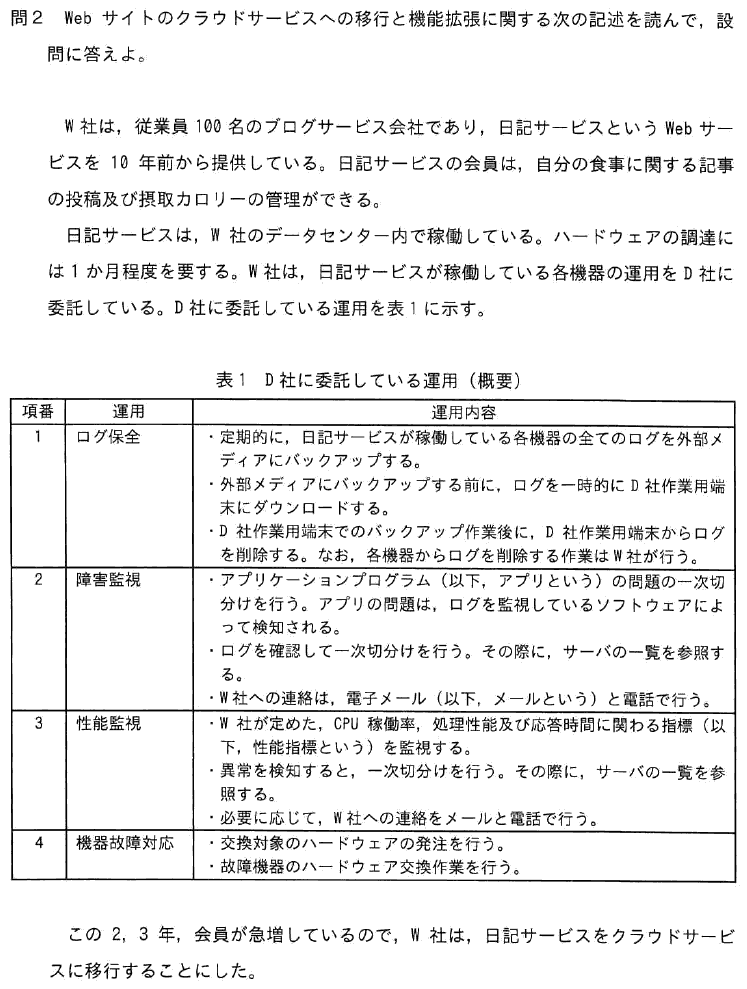 問2 Web サイトのクラウドサービスへの移行と機能拡張に関する次の記述を読んで，設
問に答えよ。
W社は，従業員100名のブログサービス会社であり，日記サービスというWebサー
ビスを 10 年前から提供している。日記サービスの会員は，自分の食事に関する記事
の投稿及び摂取カロリーの管理ができる。
日記サービスは，W 社のデータセンター内で稼働している。ハードウェアの調達に
は1か月程度を要する。W社は，日記サービスが稼働している各機器の運用をD社に
委託している。D社に委託している運用を表1に示す。
表1 D社に委託している運用（概要）
項番 運用 運用内容
1 ログ保全 ・定期的に，日記サービスが稼働している各機器の全てのログを外部メ
ディアにバックアップする。
・外部メディアにバックアップする前に，ログを一時的にD社作業用端
末にダウンロードする。
・D 社作業用端末でのバックアップ作業後に，D 社作業用端末からログ
を削除する。なお，各機器からログを削除する作業はW社が行う。
2 障害監視 ・アプリケーションプログラム（以下，アプリという）の問題の一次切
分けを行う。アプリの問題は，ログを監視しているソフトウェアによ
って検知される。
・ログを確認して一次切分けを行う。その際に，サーバの一覧を参照す
る。
・W社への連絡は，電子メール（以下，メールという）と電話で行う。
3 性能監視 ・W 社が定めた，CPU 稼働率，処理性能及び応答時間に関わる指標（以
下，性能指標という）を監視する。
・異常を検知すると，一次切分けを行う。その際に，サーバの一覧を参
照する。
・必要に応じて，W社への連絡をメールと電話で行う。
4 機器故障対応 ・交換対象のハードウェアの発注を行う。
・故障機器のハードウェア交換作業を行う。
この 2，3 年，会員が急増しているので，W 社は，日記サービスをクラウドサービ
スに移行することにした。